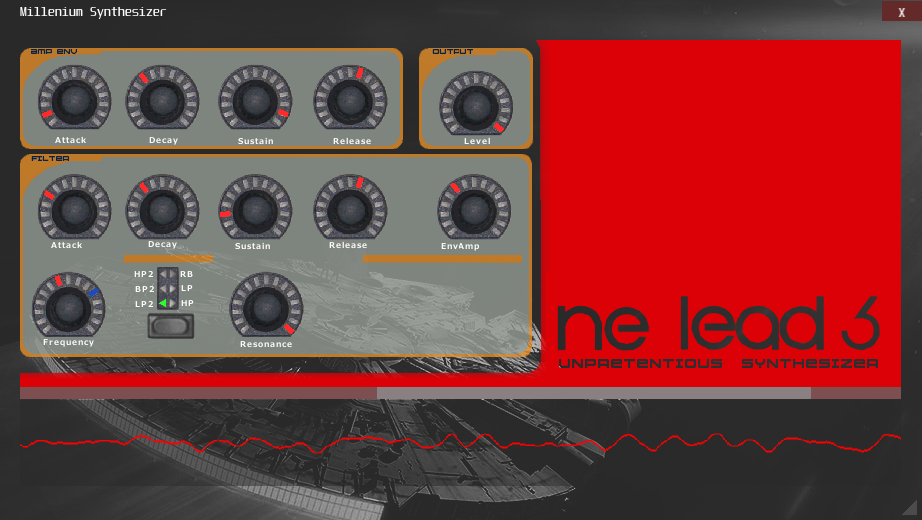 Millenium Synthesizer
X
AMP ENV
OUTPUT
Attack Decay Sustain Release Level
FILTER
Attack Decay Sustain Release EnvAmp
HP2 RB
BP2 LP
LP2 HP
Frequency Resonance
ne lead 3
UNPRETENTIOUS SYNTHESIZER